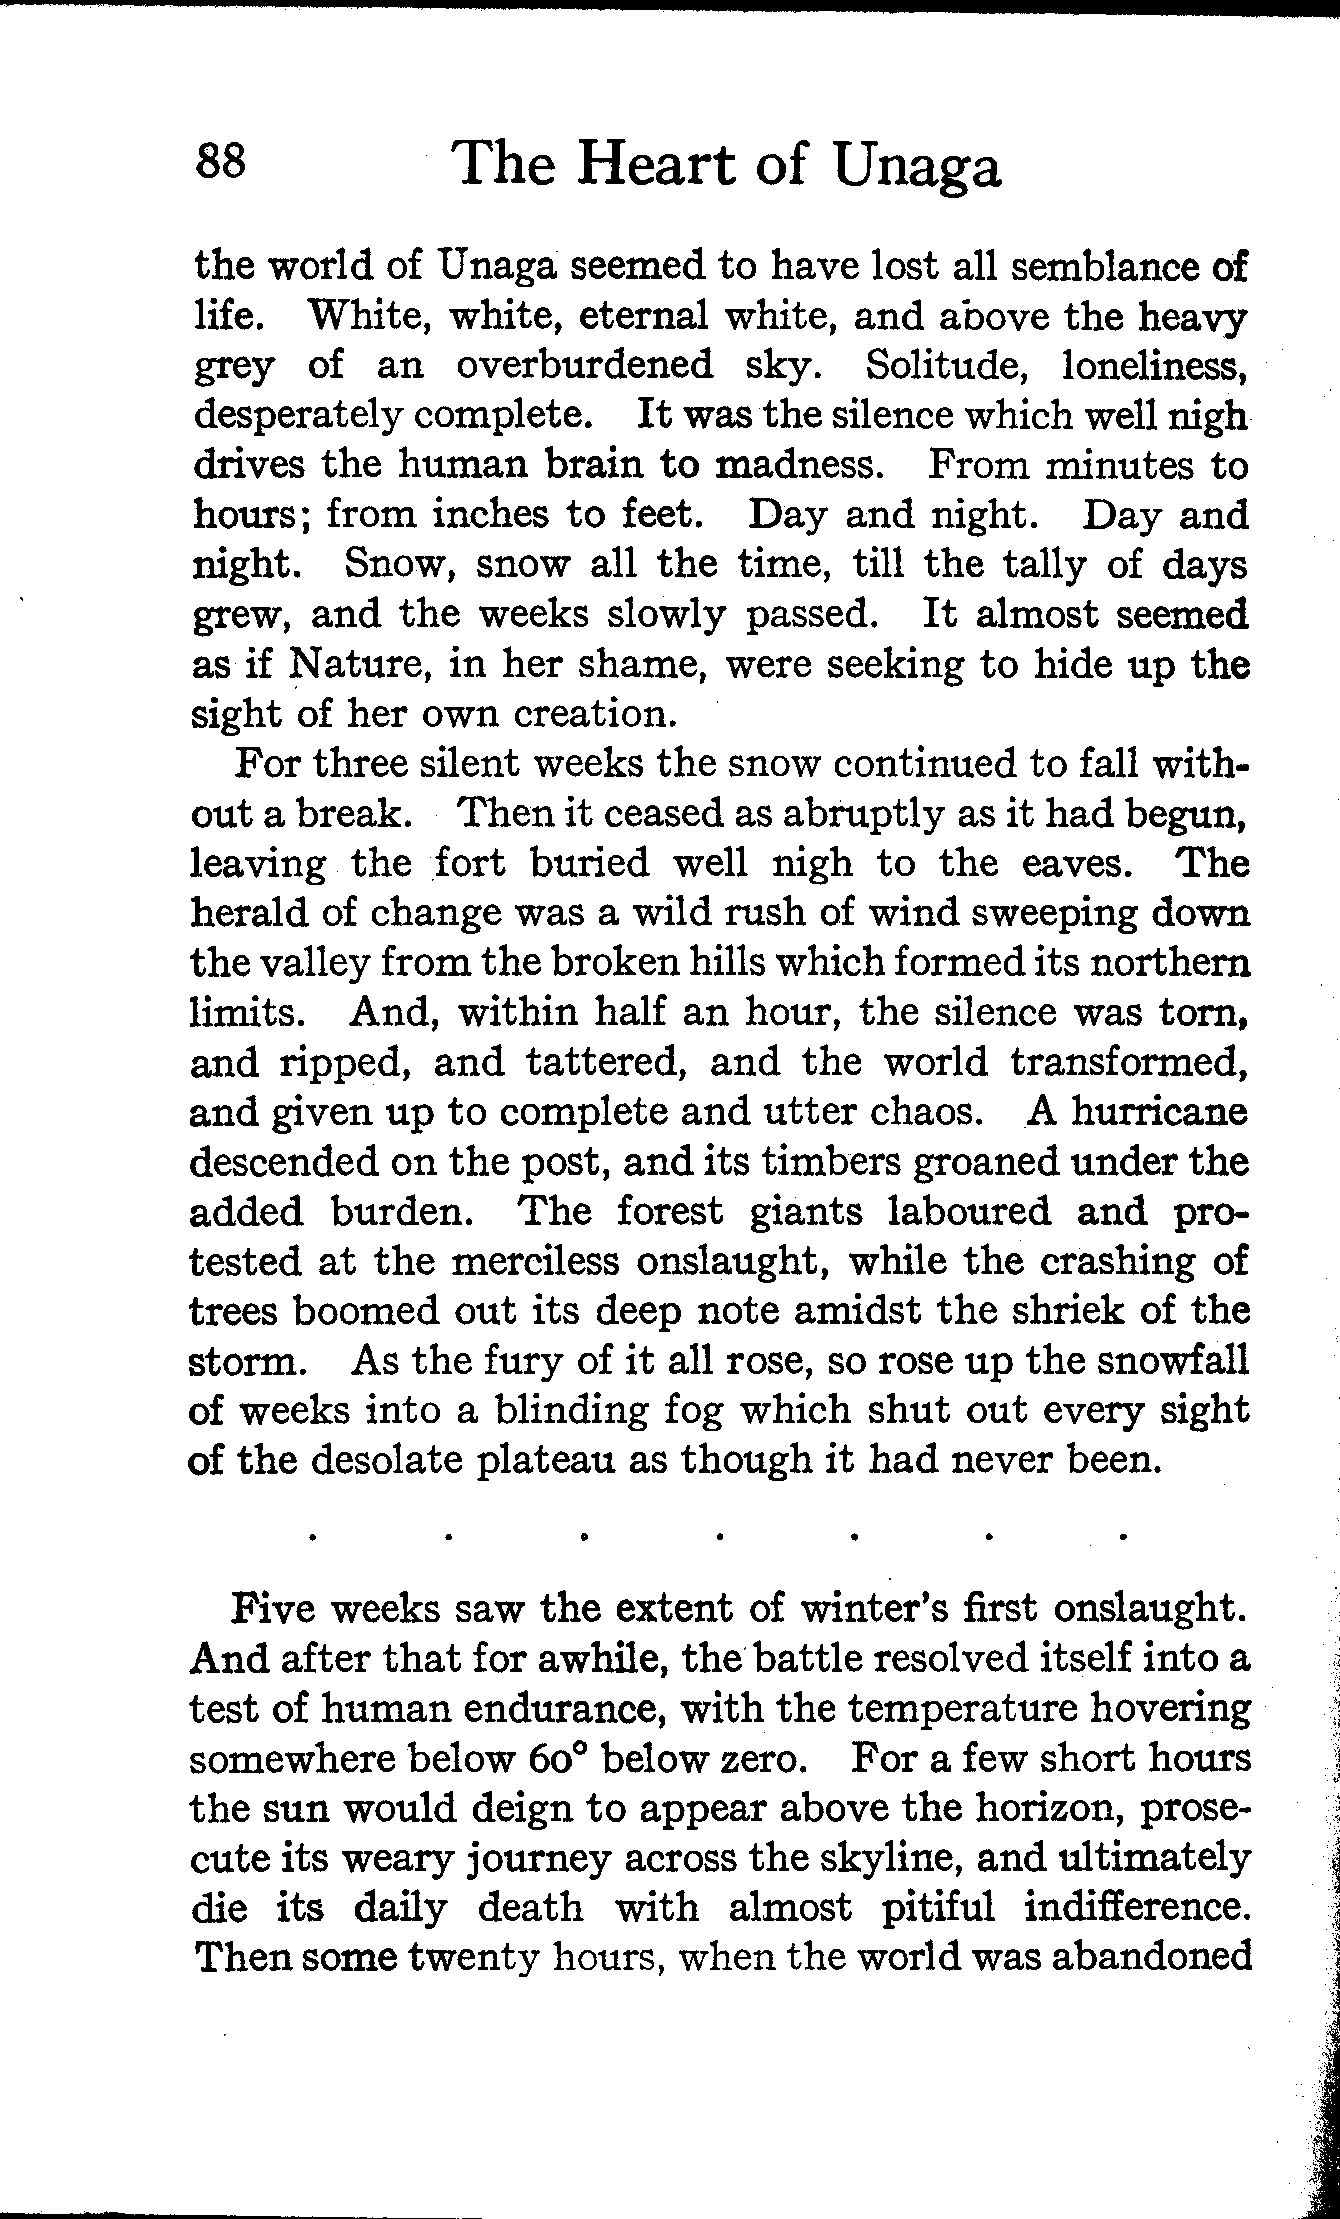 88 The Heart of Unaga
the world of Unaga seemed to have lost all semblance of
life. White, white, eternal white, and above the heavy
grey of an overburdened sky. Solitude, loneliness,
desperately complete. It was the silence which well nigh
drives the human brain to madness. From minutes to
hours; from inches to feet. Day and night. Day and
night. Snow, snow all the time, till the tally of days
grew, and the weeks slowly passed. It almost seemed
as if Nature, in her shame, were seeking to hide up the
sight of her own creation.
For three silent weeks the snow continued to fall with-
out a break. Then it ceased as abruptly as it had begun,
leaving the fort buried well nigh to the eaves. The
herald of change was a wild rush of wind sweeping down
the valley from the broken hills which formed its northern
limits. And, within half an hour, the silence was torn,
and ripped, and tattered, and the world transformed,
and given up to complete and utter chaos. A hurricane
descended on the post, and its timbers groaned under the
added burden. The forest giants laboured and pro-
tested at the merciless onslaught, while the crashing of
trees boomed out its deep note amidst the shriek of the
storm. As the fury of it all rose, so rose up the snowfall
of weeks into a blinding fog which shut out every sight
of the desolate plateau as though it had never been.
. . . . . . .
Five weeks saw the extent of winter's first onslaught.
And after that for awhile, the battle resolved itself into a
test of human endurance, with the temperature hovering
somewhere below 60° below zero. For a few short hours
the sun would deign to appear above the horizon, prose-
cute its weary journey across the skyline, and ultimately
die its daily death with almost pitiful indifference.
Then some twenty hours, when the world was abandoned